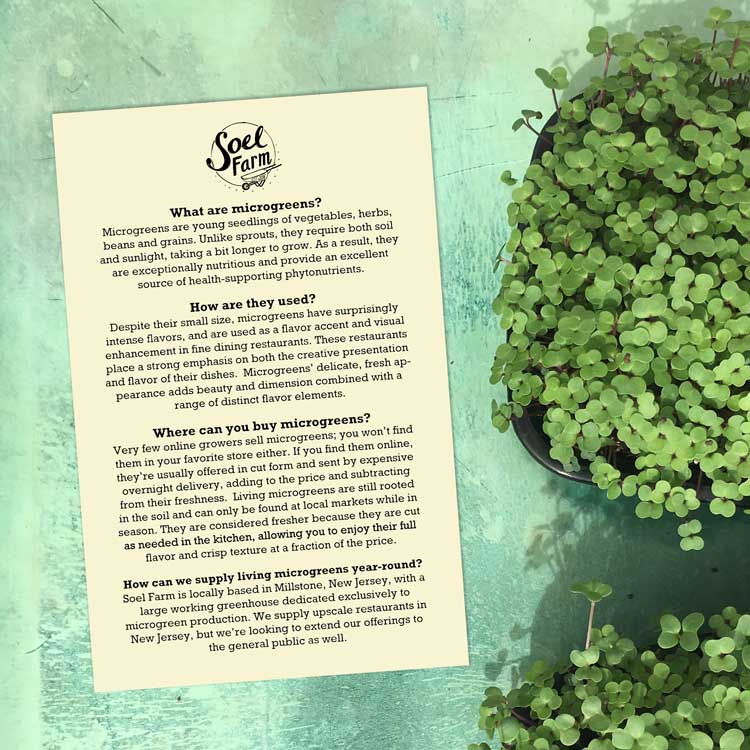 Soel
Farm
What are microgreens?
Microgreens are young seedlings of vegetables, herbs,
beans and grains. Unlike sprouts, they require both soil
and sunlight, taking a bit longer to grow. As a result, they
are exceptionally nutritious and provide an excellent
source of health-supporting phytonutrients.
How are they used?
Despite their small size, microgreens have surprisingly
intense flavors, and are used as a flavor accent and visual
enhancement in fine dining restaurants. These restaurants
place a strong emphasis on both the creative presentation
and flavor of their dishes. Microgreens' delicate, fresh ap-
pearance adds beauty and dimension combined with a
range of distinct flavor elements.
Where can you buy microgreens?
Very few online growers sell microgreens; you won't find
them in your favorite store either. If you find them online,
they're usually offered in cut form and sent by expensive
overnight delivery, adding to the price and subtracting
from their freshness. Living microgreens are still rooted
in the soil and can only be found at local markets while in
season. They are considered fresher because they are cut
as needed in the kitchen, allowing you to enjoy their full
flavor and crisp texture at a fraction of the price.
How can we supply living microgreens year-round?
Soel Farm is locally based in Millstone, New Jersey, with a
large working greenhouse dedicated exclusively to
microgreen production. We supply upscale restaurants in
New Jersey, but we're looking to extend our offerings to
the general public as well.